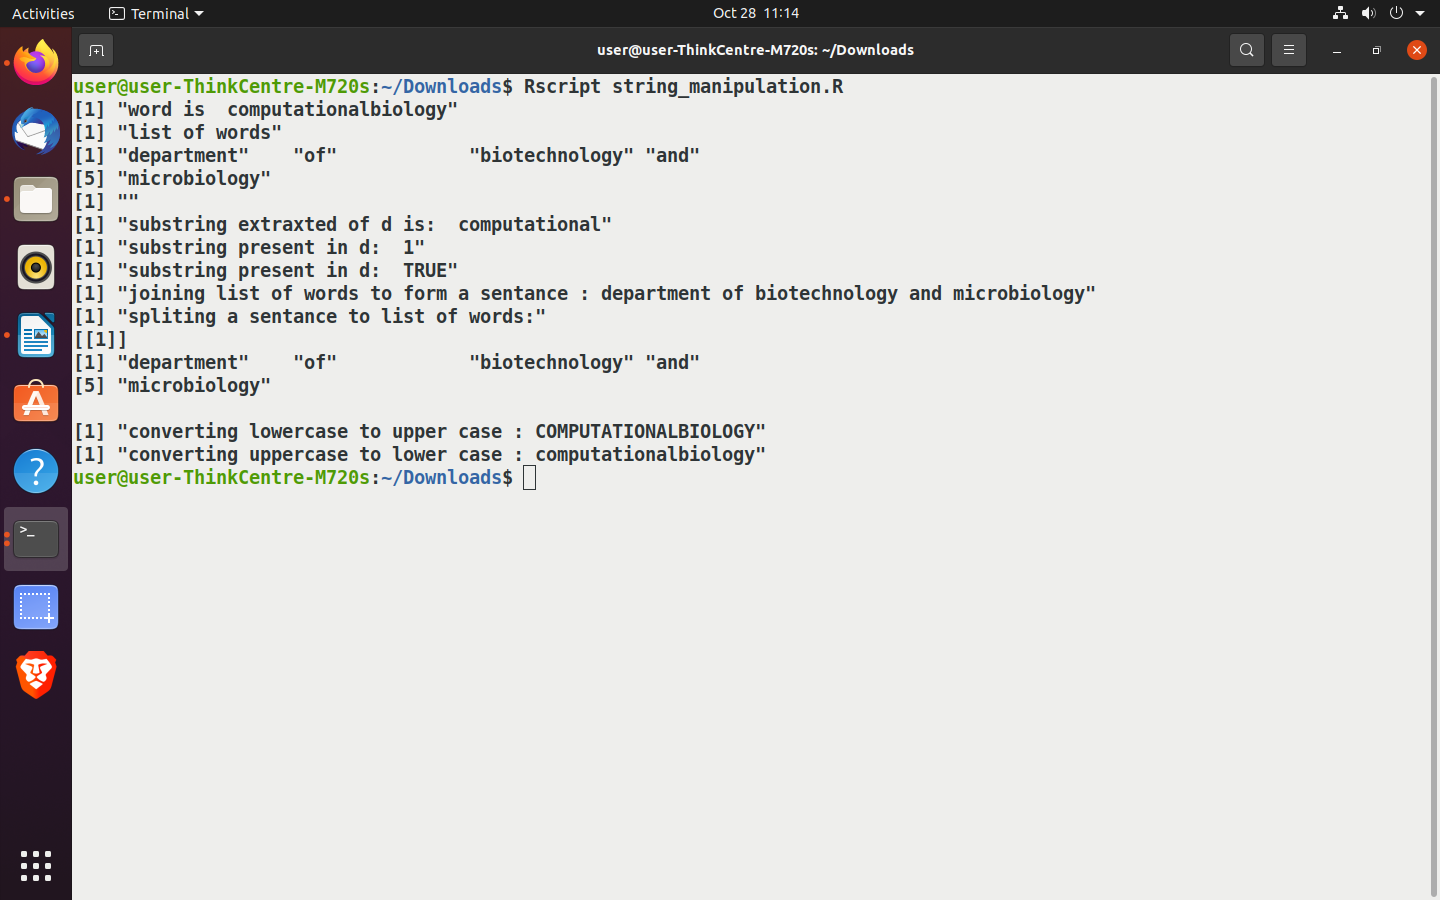 Activities Terminal Oct 28 11:14
user@user-ThinkCentre-M720s: ~/Downloads
user@user-ThinkCentre-M720s:~/Downloads$ Rscript string_manipulation.R
[1] "word is  computationalbiology"
[1] "list of words"
[1] "department"    "of"            "biotechnology" "and"
[5] "microbiology"
[1] ""
[1] "substring extraxted of d is:  computational"
[1] "substring present in d:  1"
[1] "substring present in d:  TRUE"
[1] "joining list of words to form a sentance : department of biotechnology and microbiology"
[1] "spliting a sentance to list of words:"
[[1]]
[1] "department"    "of"            "biotechnology" "and"
[5] "microbiology"
[1] "converting lowercase to upper case : COMPUTATIONALBIOLOGY"
[1] "converting uppercase to lower case : computationalbiology"
user@user-ThinkCentre-M720s:~/Downloads$